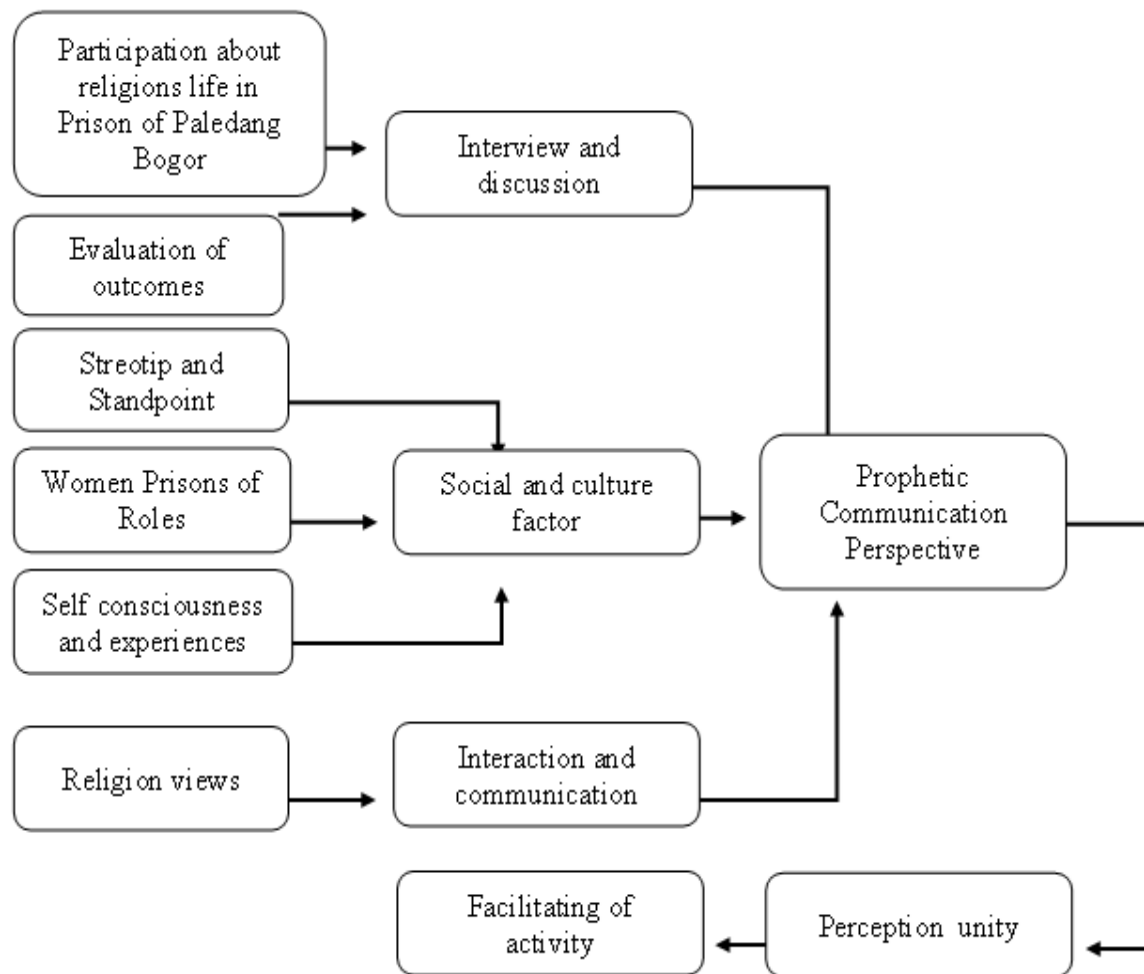 Participation about
religions life in
Prison of Paledang
Bogor
Interview and
discussion
Evaluation of
outcomes
Streotip and
Standpoint
Women Prisons of
Roles
Social and culture
factor
Prophetic
Communication
Perspective
Self consciousness
and experiences
Religion views
Interaction and
communication
Facilitating of
activity
Perception unity